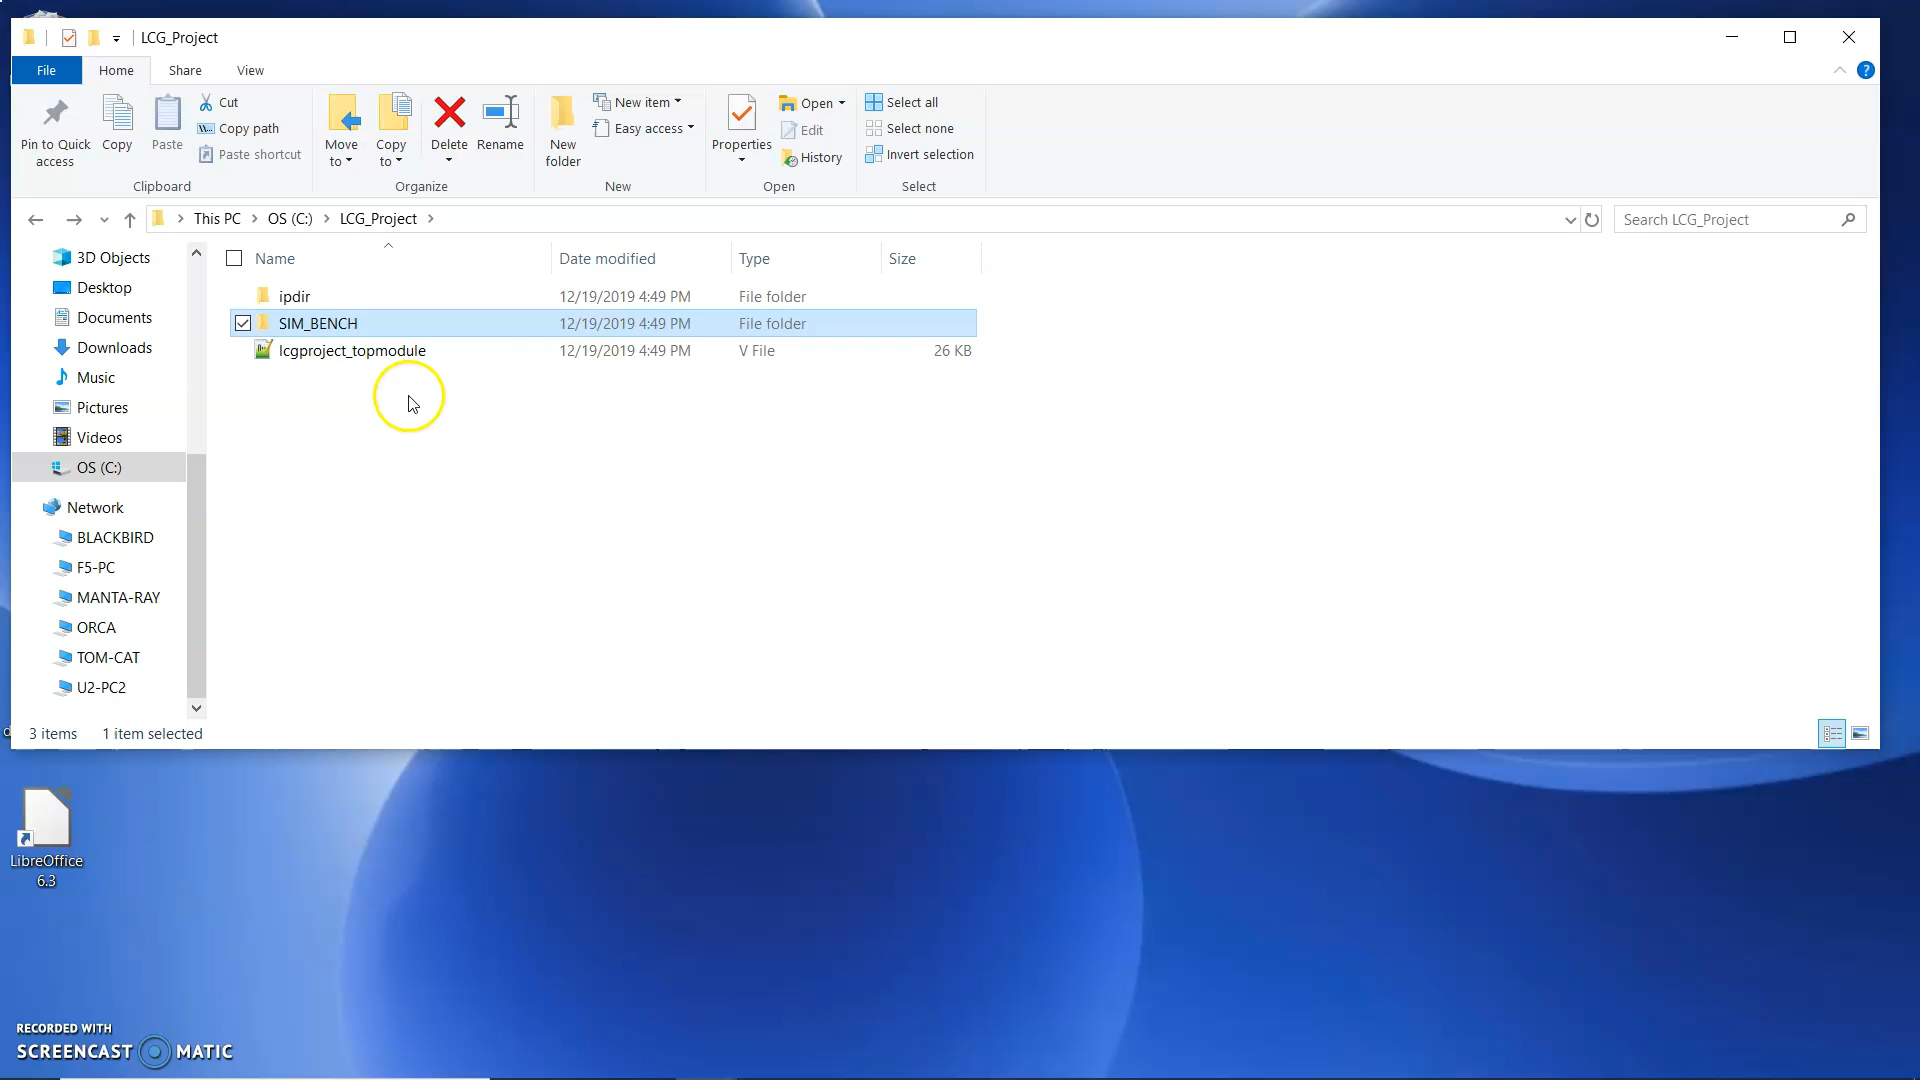 LCG_Project
File Home Share View
Pin to Quick access
Copy
Paste
Cut
Copy path
Paste shortcut
Clipboard
Move to
Copy to
Delete
Rename
Organize
New folder
New item
Easy access
New
Properties
Open
Edit
History
Open
Select all
Select none
Invert selection
Select
This PC > OS (C:) > LCG_Project >
Search LCG_Project
3D Objects
Desktop
Documents
Downloads
Music
Pictures
Videos
OS (C:)
Network
BLACKBIRD
F5-PC
MANTA-RAY
ORCA
TOM-CAT
U2-PC2
Name Date modified Type Size
ipdir 12/19/2019 4:49 PM File folder
SIM_BENCH 12/19/2019 4:49 PM File folder
lcgproject_topmodule 12/19/2019 4:49 PM V File 26 KB
3 items 1 item selected
LibreOffice
6.3
RECORDED WITH
SCREENCAST MATIC